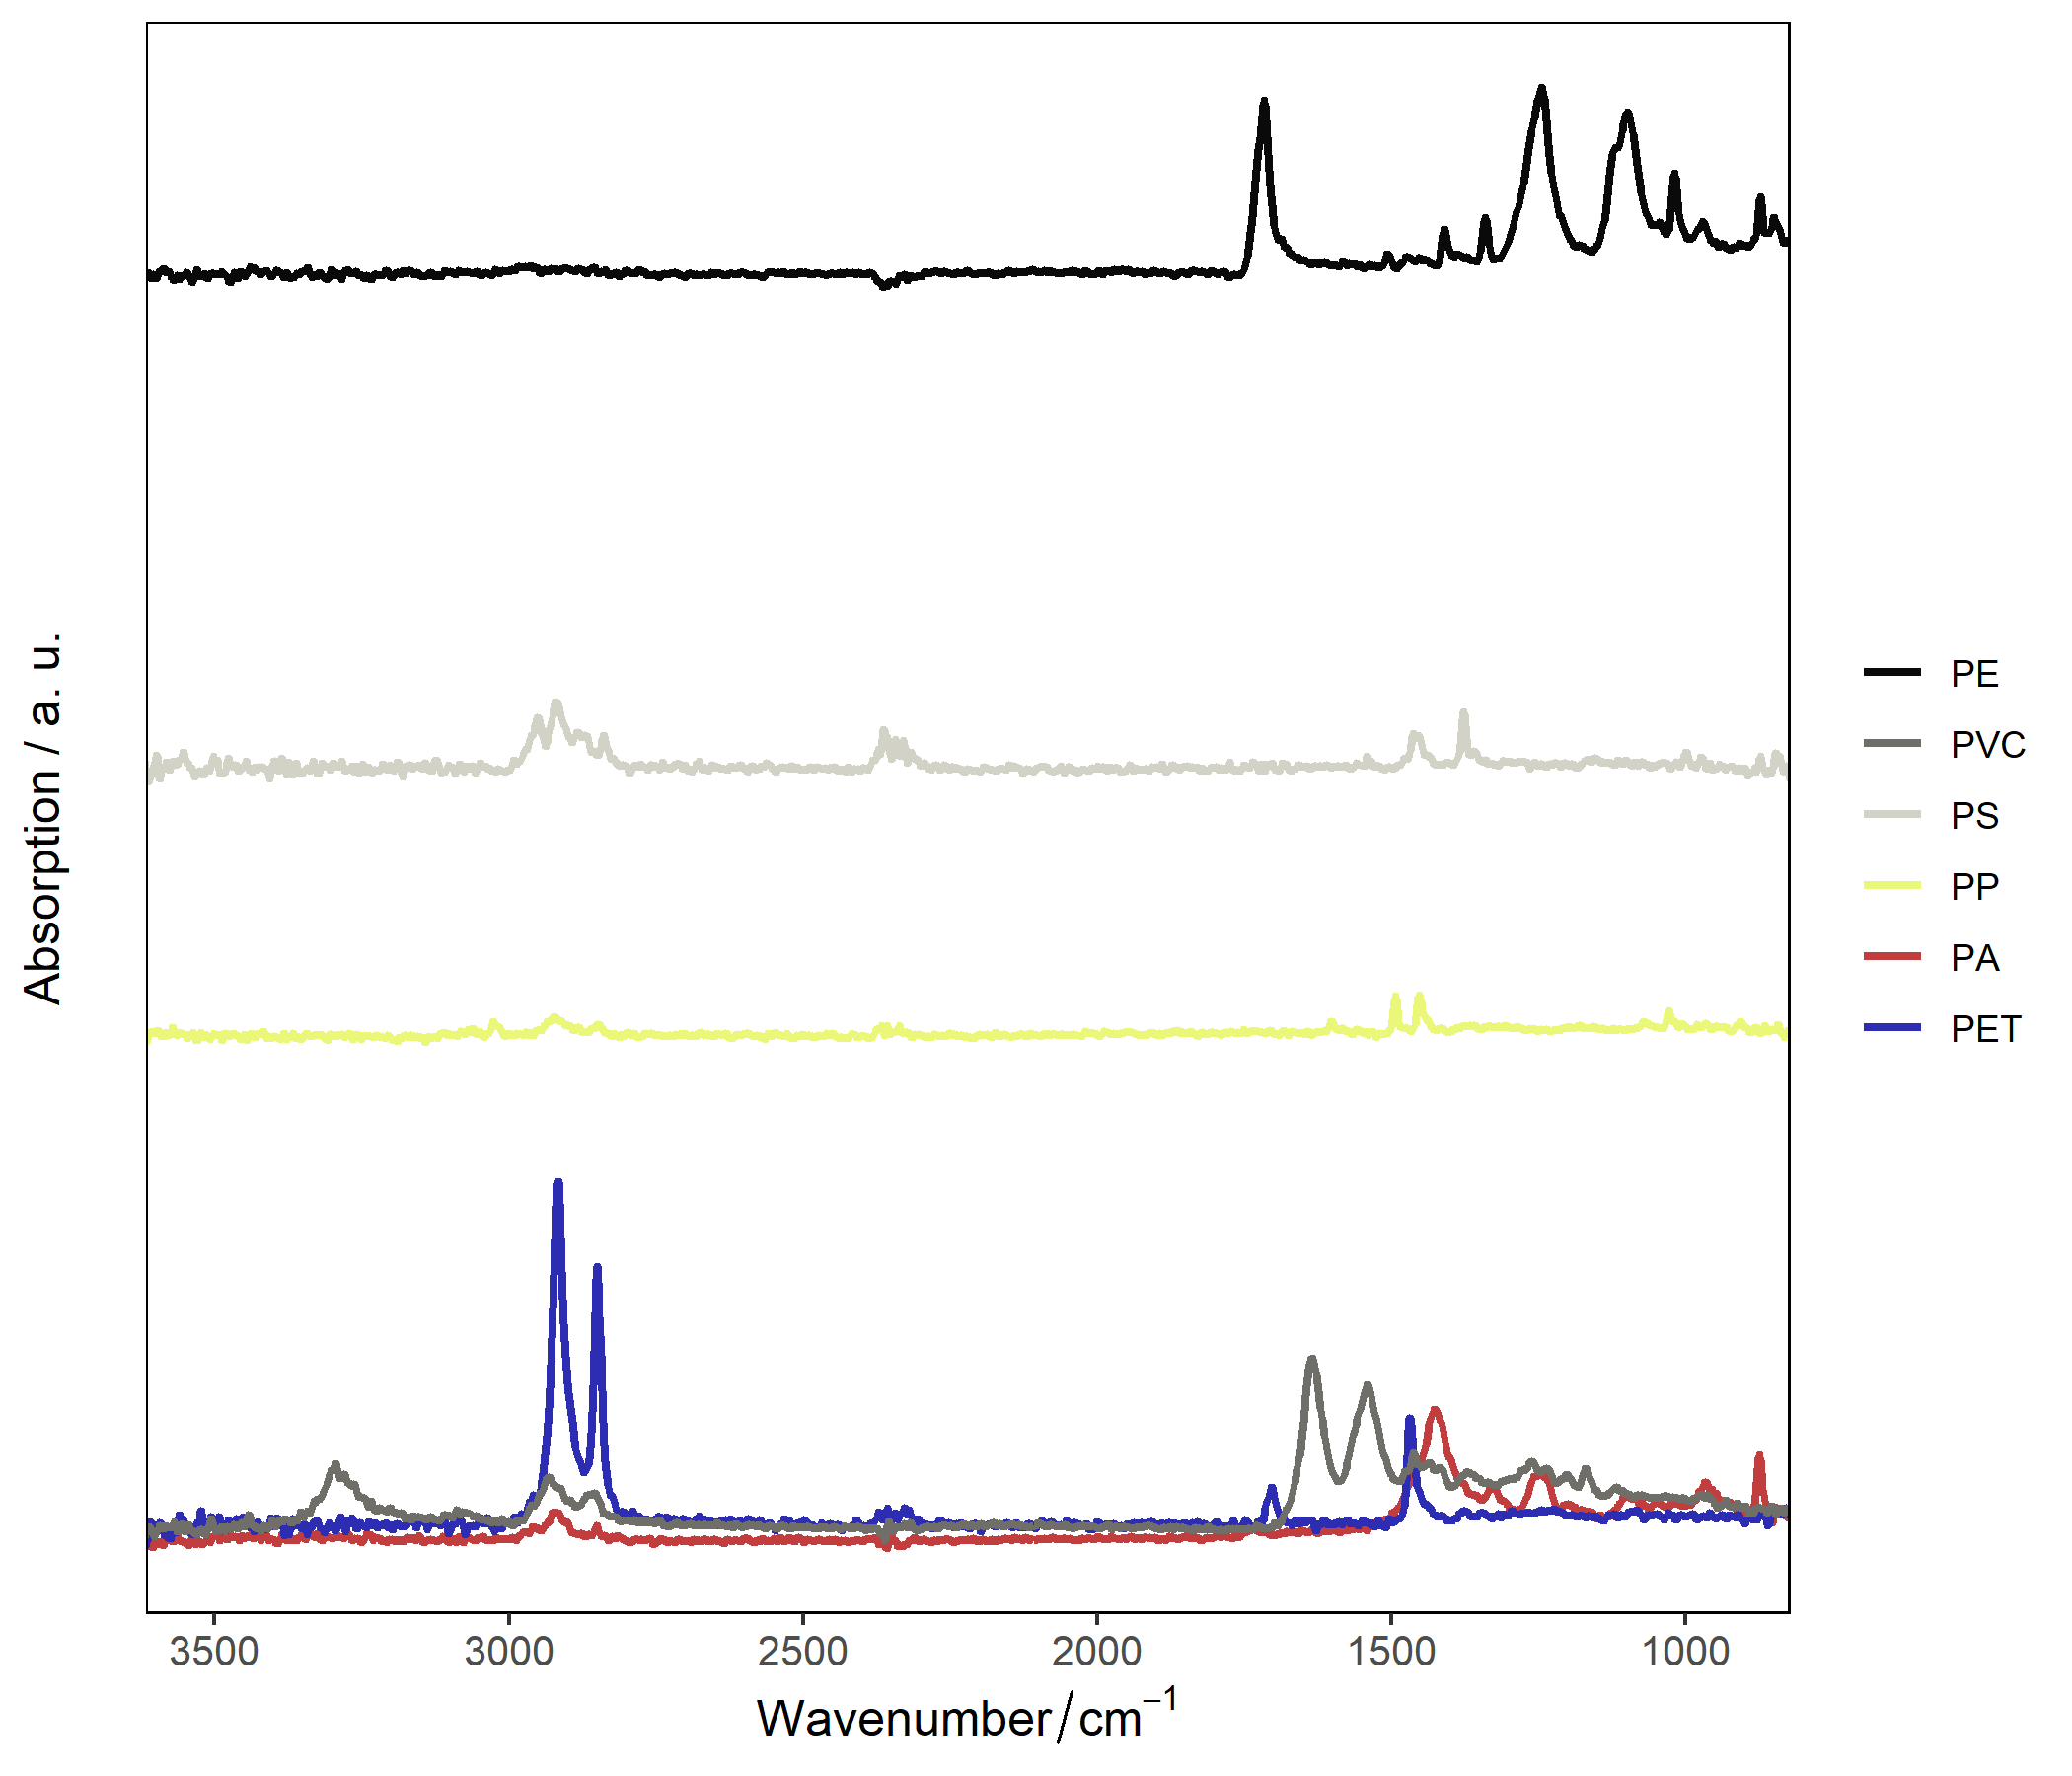 Absorption / a. u.
PE
PVC
PS
PP
PA
PET
3500 3000 2500 2000 1500 1000
Wavenumber/cm⁻¹